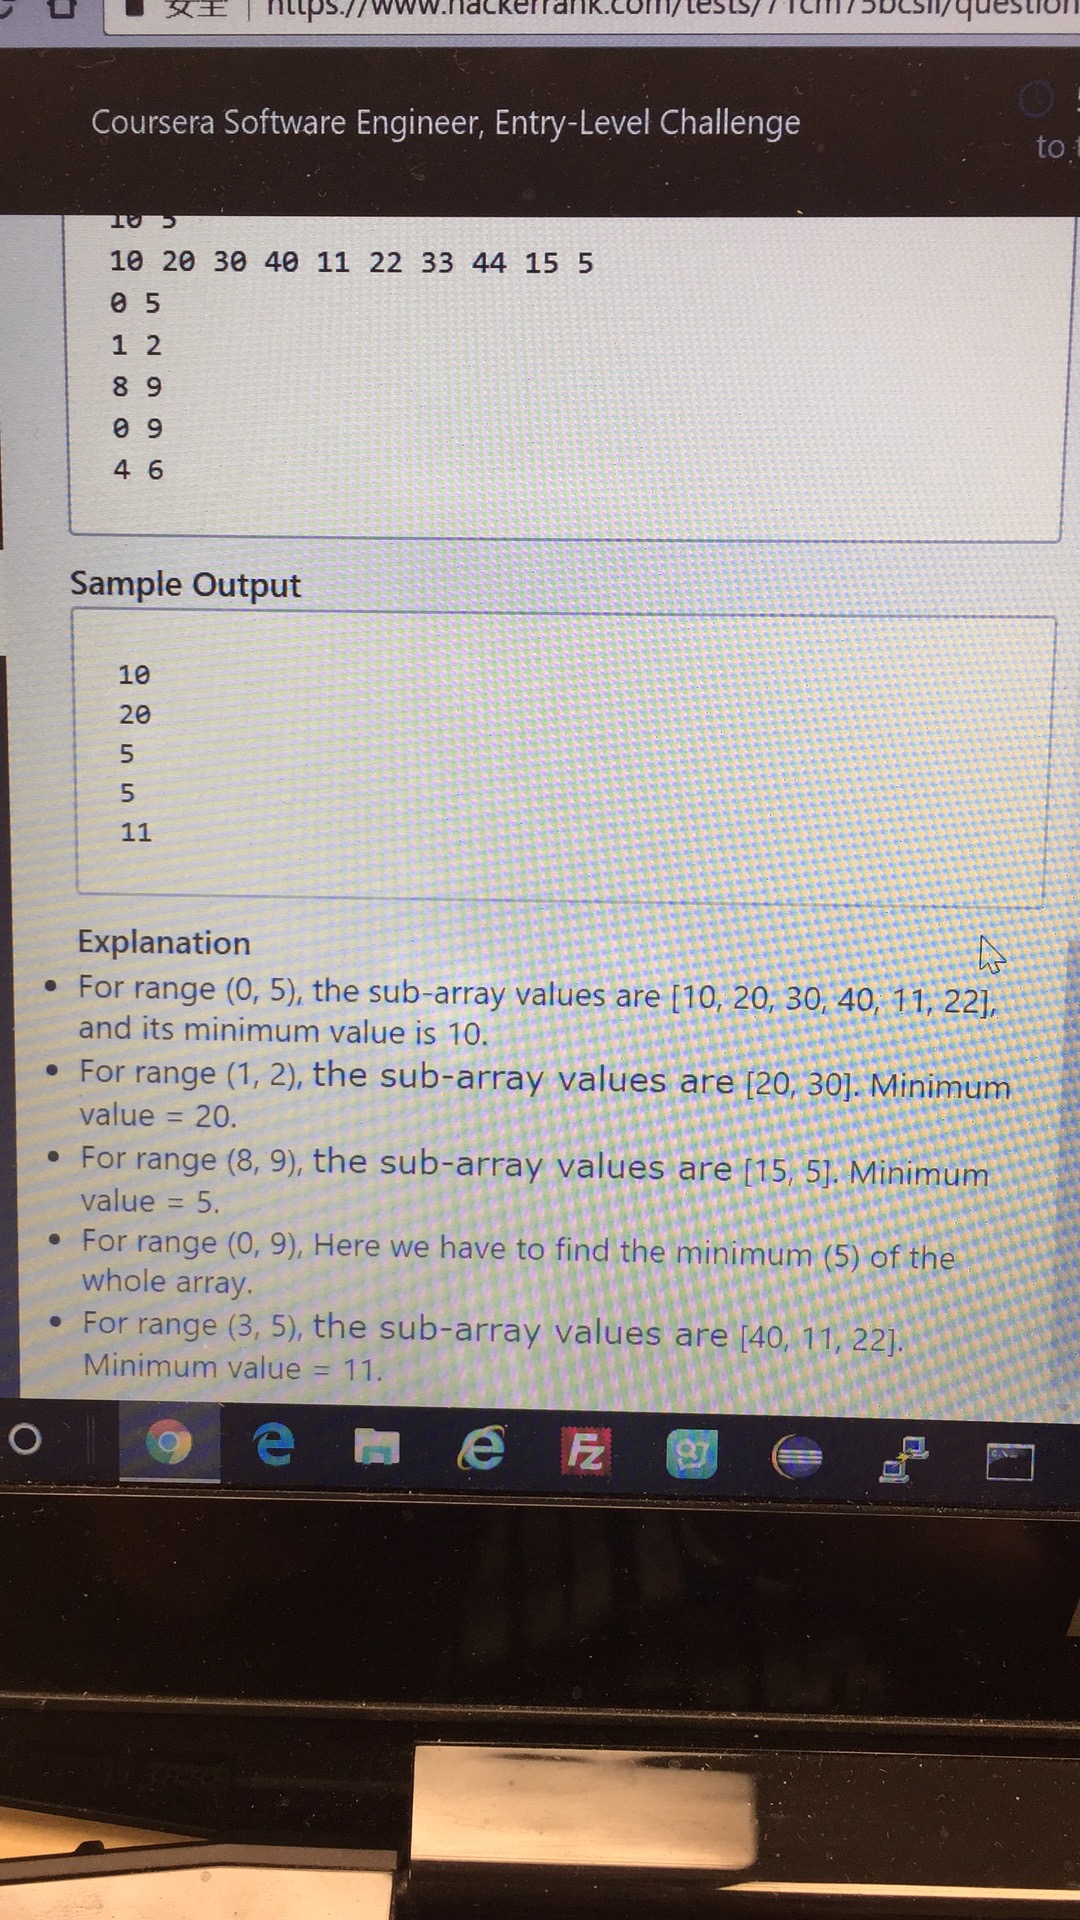 安全 https://www.hackerrank.com/tests/
Coursera Software Engineer, Entry-Level Challenge
to
10 5
10 20 30 40 11 22 33 44 15 5
0 5
1 2
8 9
0 9
4 6
Sample Output
10
20
5
5
11
Explanation
• For range (0, 5), the sub-array values are [10, 20, 30, 40, 11, 22],
and its minimum value is 10.
• For range (1, 2), the sub-array values are [20, 30]. Minimum
value = 20.
• For range (8, 9), the sub-array values are [15, 5]. Minimum
value = 5.
• For range (0, 9), Here we have to find the minimum (5) of the
whole array.
• For range (3, 5), the sub-array values are [40, 11, 22].
Minimum value = 11.
Fz